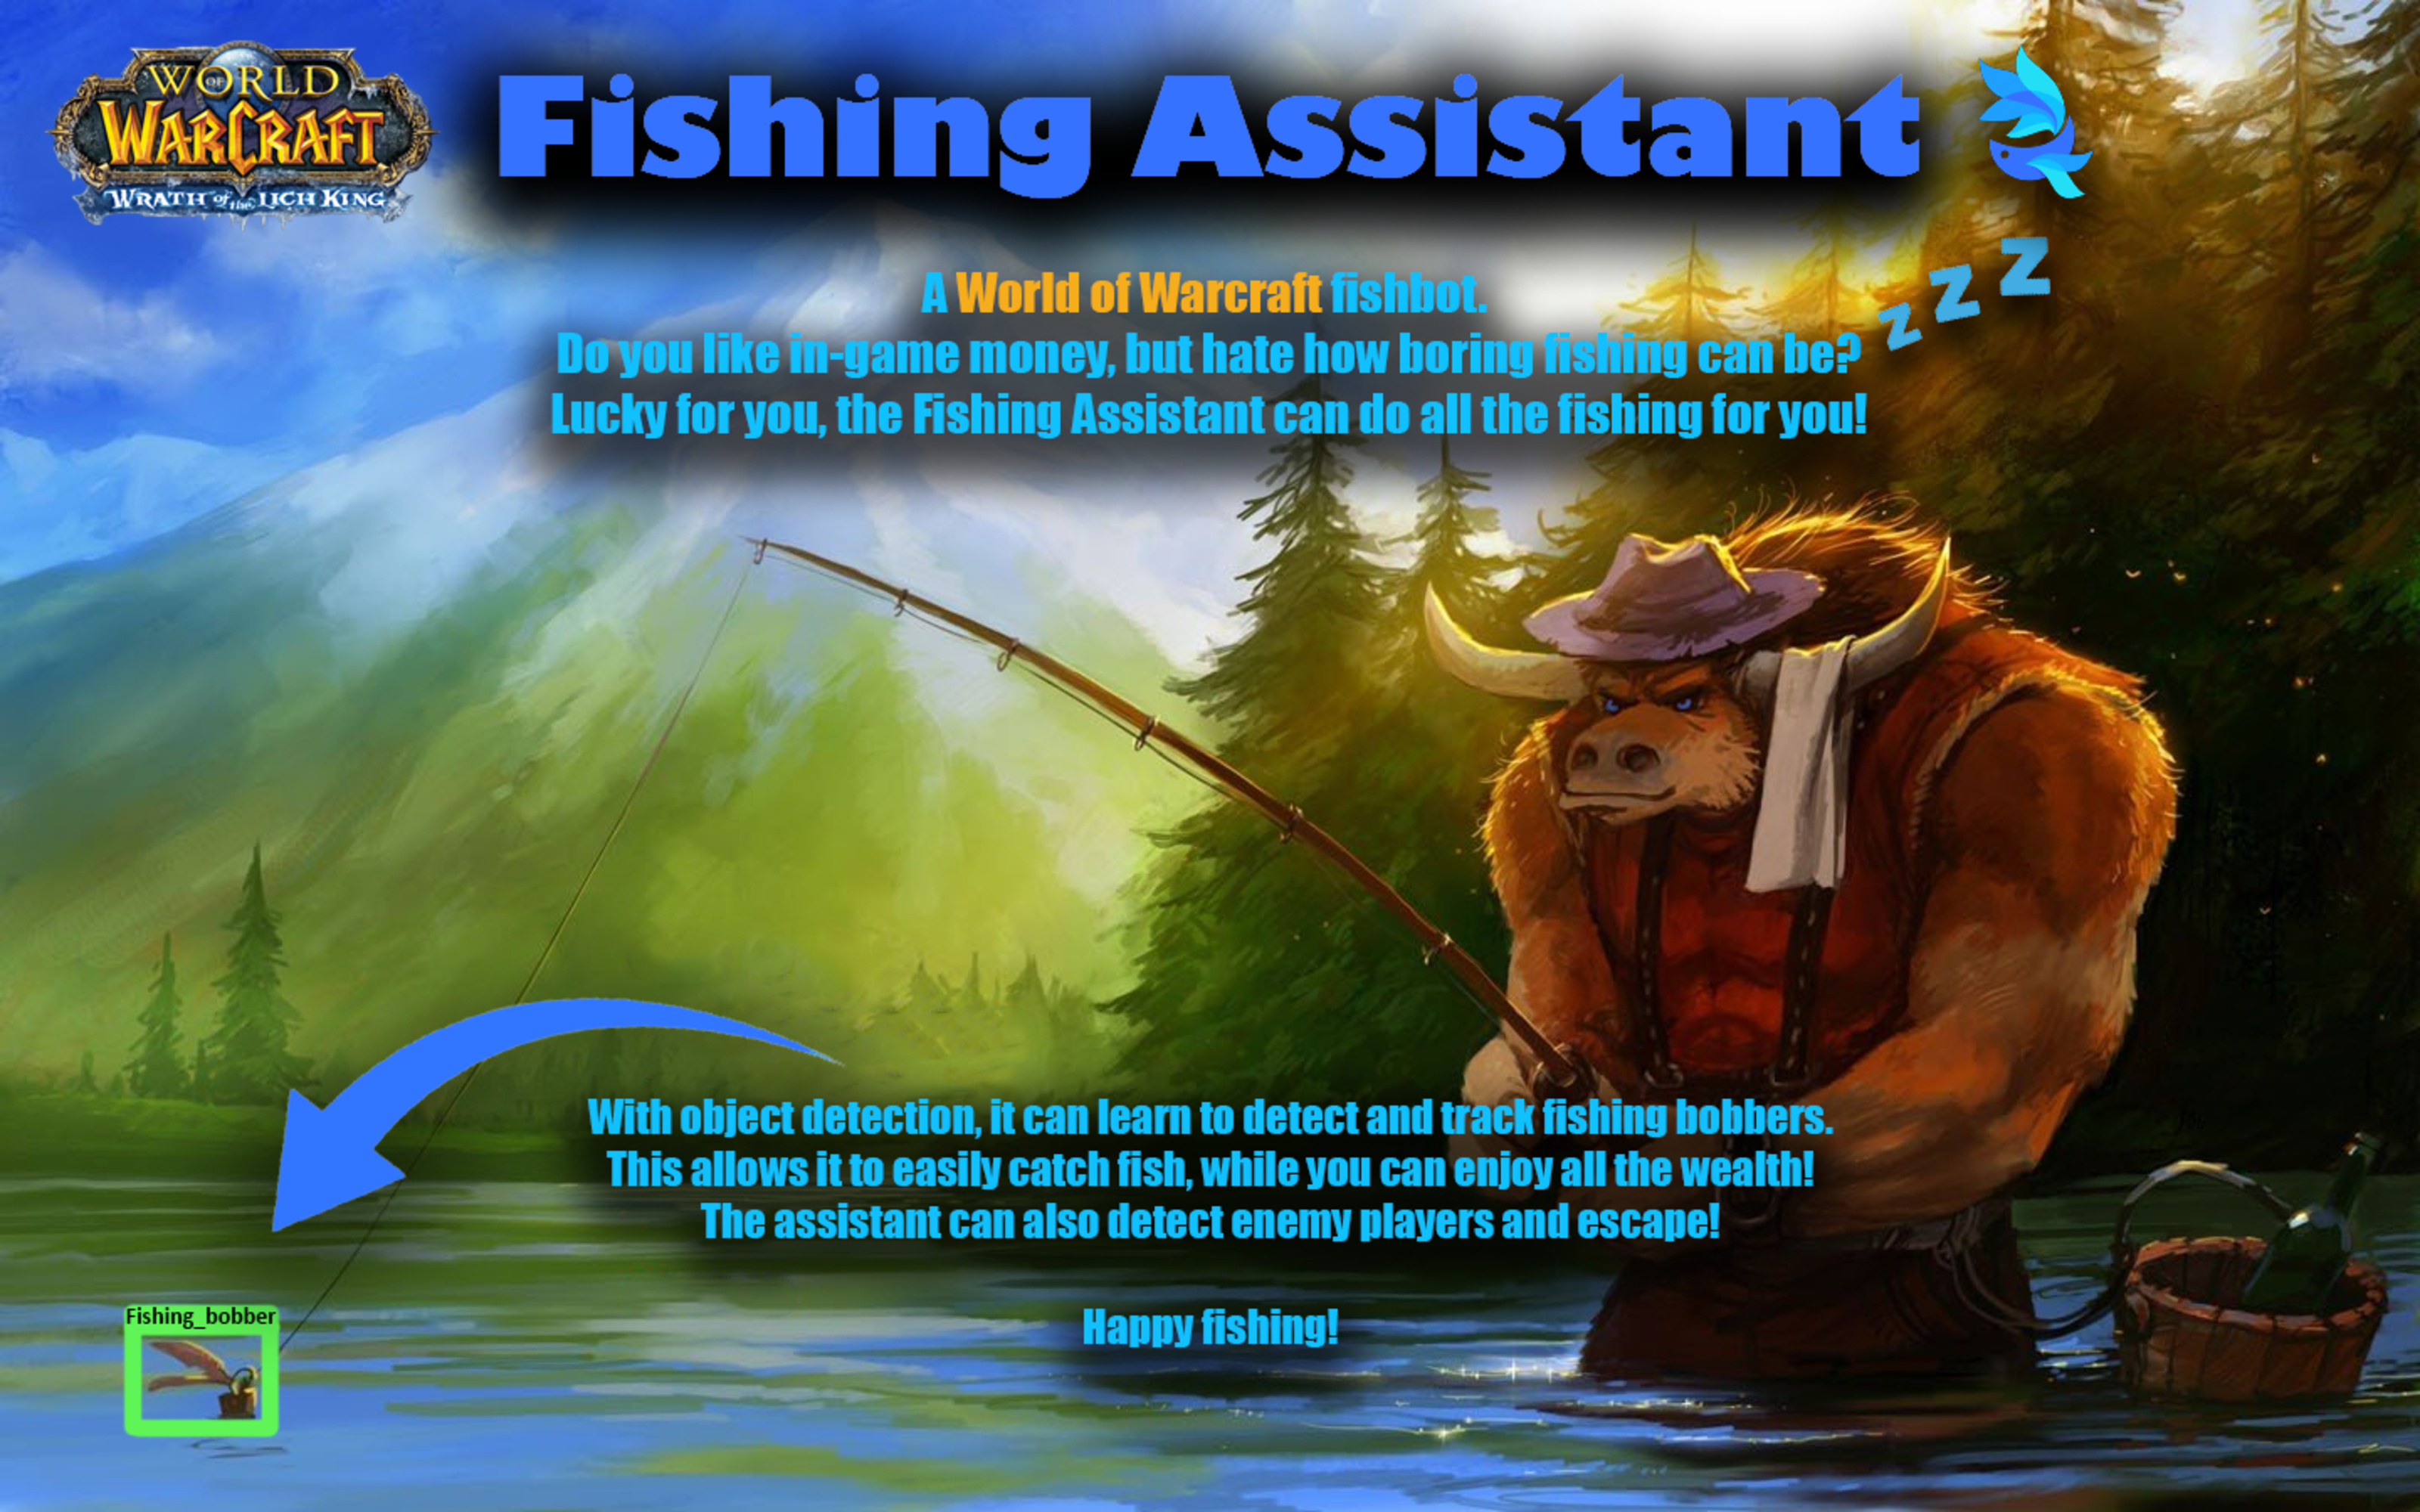 WORLD
OF
WARCRAFT
WRATH of the LICH KING
Fishing Assistant
z z z
A World of Warcraft fishbot.
Do you like in-game money, but hate how boring fishing can be?
Lucky for you, the Fishing Assistant can do all the fishing for you!
With object detection, it can learn to detect and track fishing bobbers.
This allows it to easily catch fish, while you can enjoy all the wealth!
The assistant can also detect enemy players and escape!
Happy fishing!
Fishing_bobber